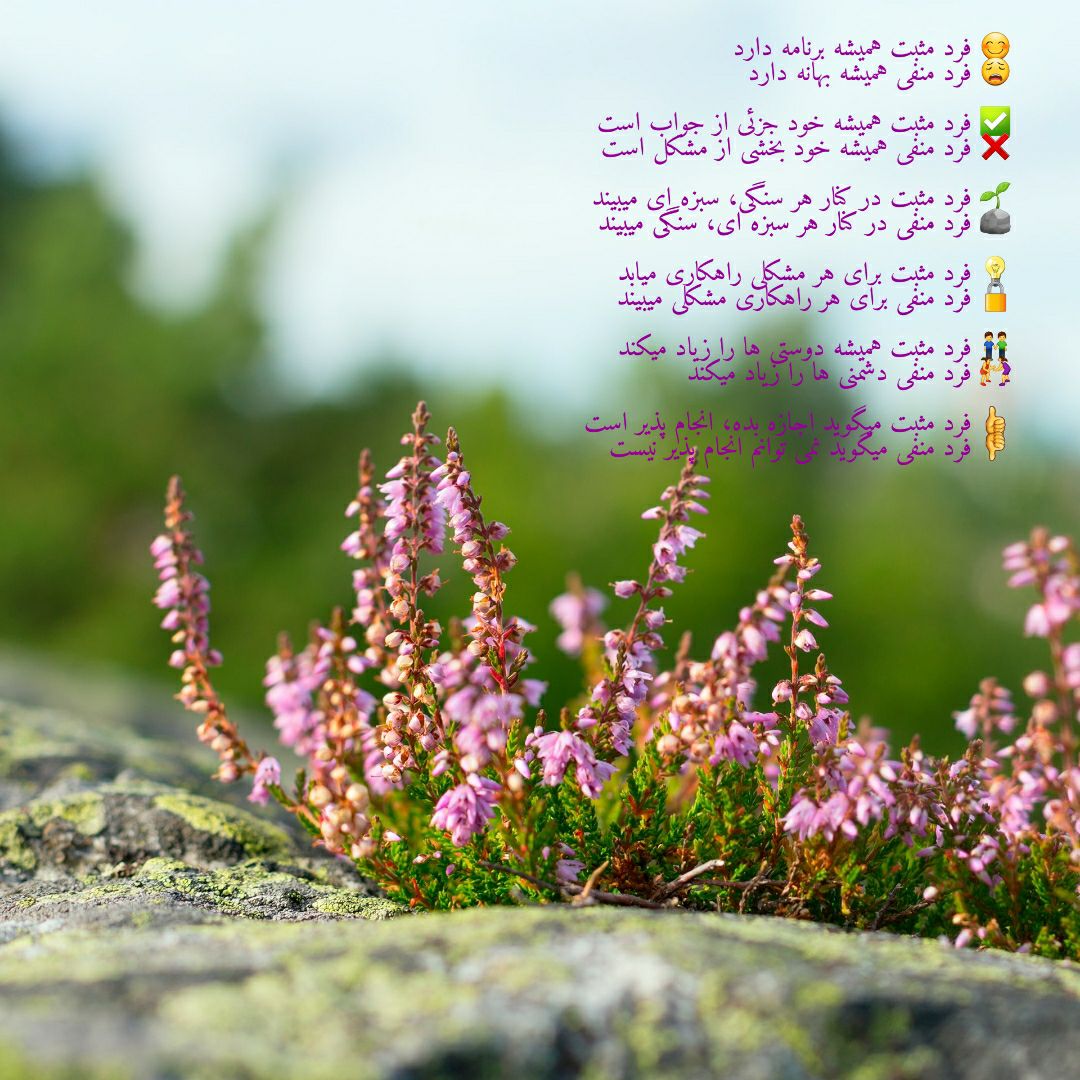 😊 فرد مثبت همیشه برنامه دارد
😩 فرد منفی همیشه بهانه دارد
✅ فرد مثبت همیشه خود جزئی از جواب است
❌ فرد منفی همیشه خود بخشی از مشکل است
🌱 فرد مثبت در کنار هر سنگی، سبزه ای میبیند
🪨 فرد منفی در کنار هر سبزه ای، سنگی میبیند
💡 فرد مثبت برای هر مشکلی راهکاری میابد
🔒 فرد منفی برای هر راهکاری مشکلی میبیند
👬 فرد مثبت همیشه دوستی ها را زیاد میکند
🤼 فرد منفی دشمنی ها را زیاد میکند
👍 فرد مثبت میگوید اجازه بده، انجام پذیر است
👎 فرد منفی میگوید نمی توانم انجام پذیر نیست